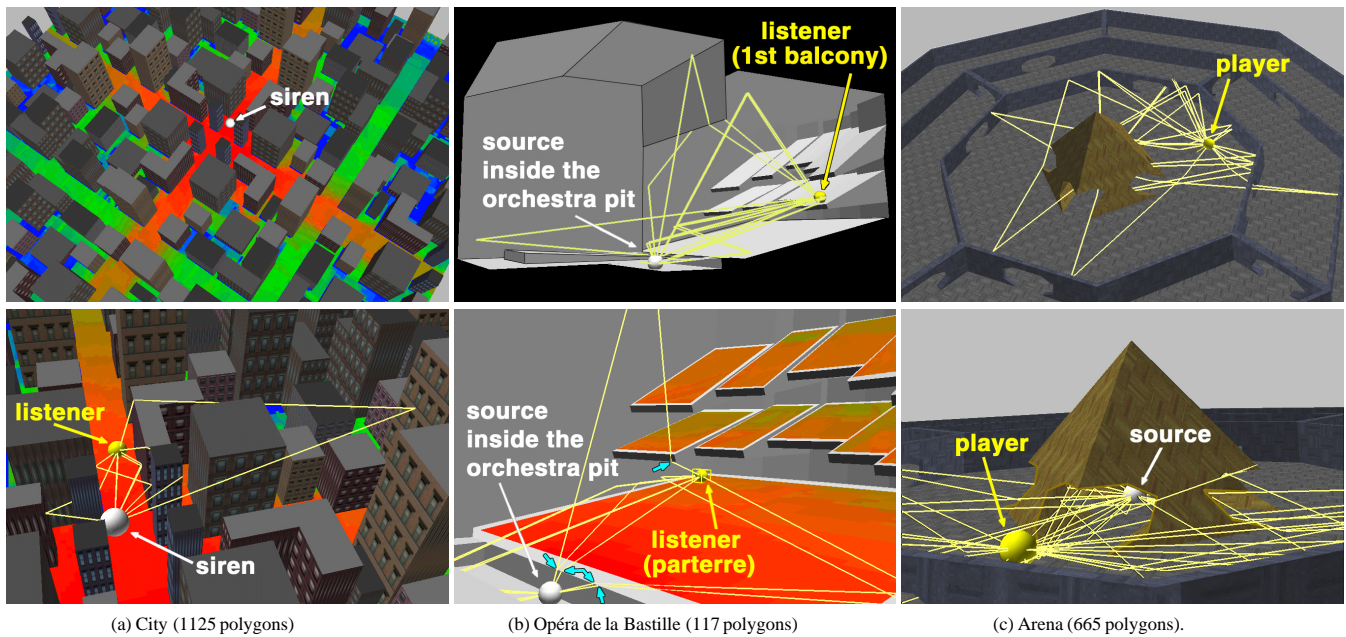 siren
listener
(1st balcony)
source
inside the
orchestra pit
player
listener
siren
source
inside the
orchestra pit
listener
(parterre)
player
source
(a) City (1125 polygons)
(b) Opéra de la Bastille (117 polygons)
(c) Arena (665 polygons).